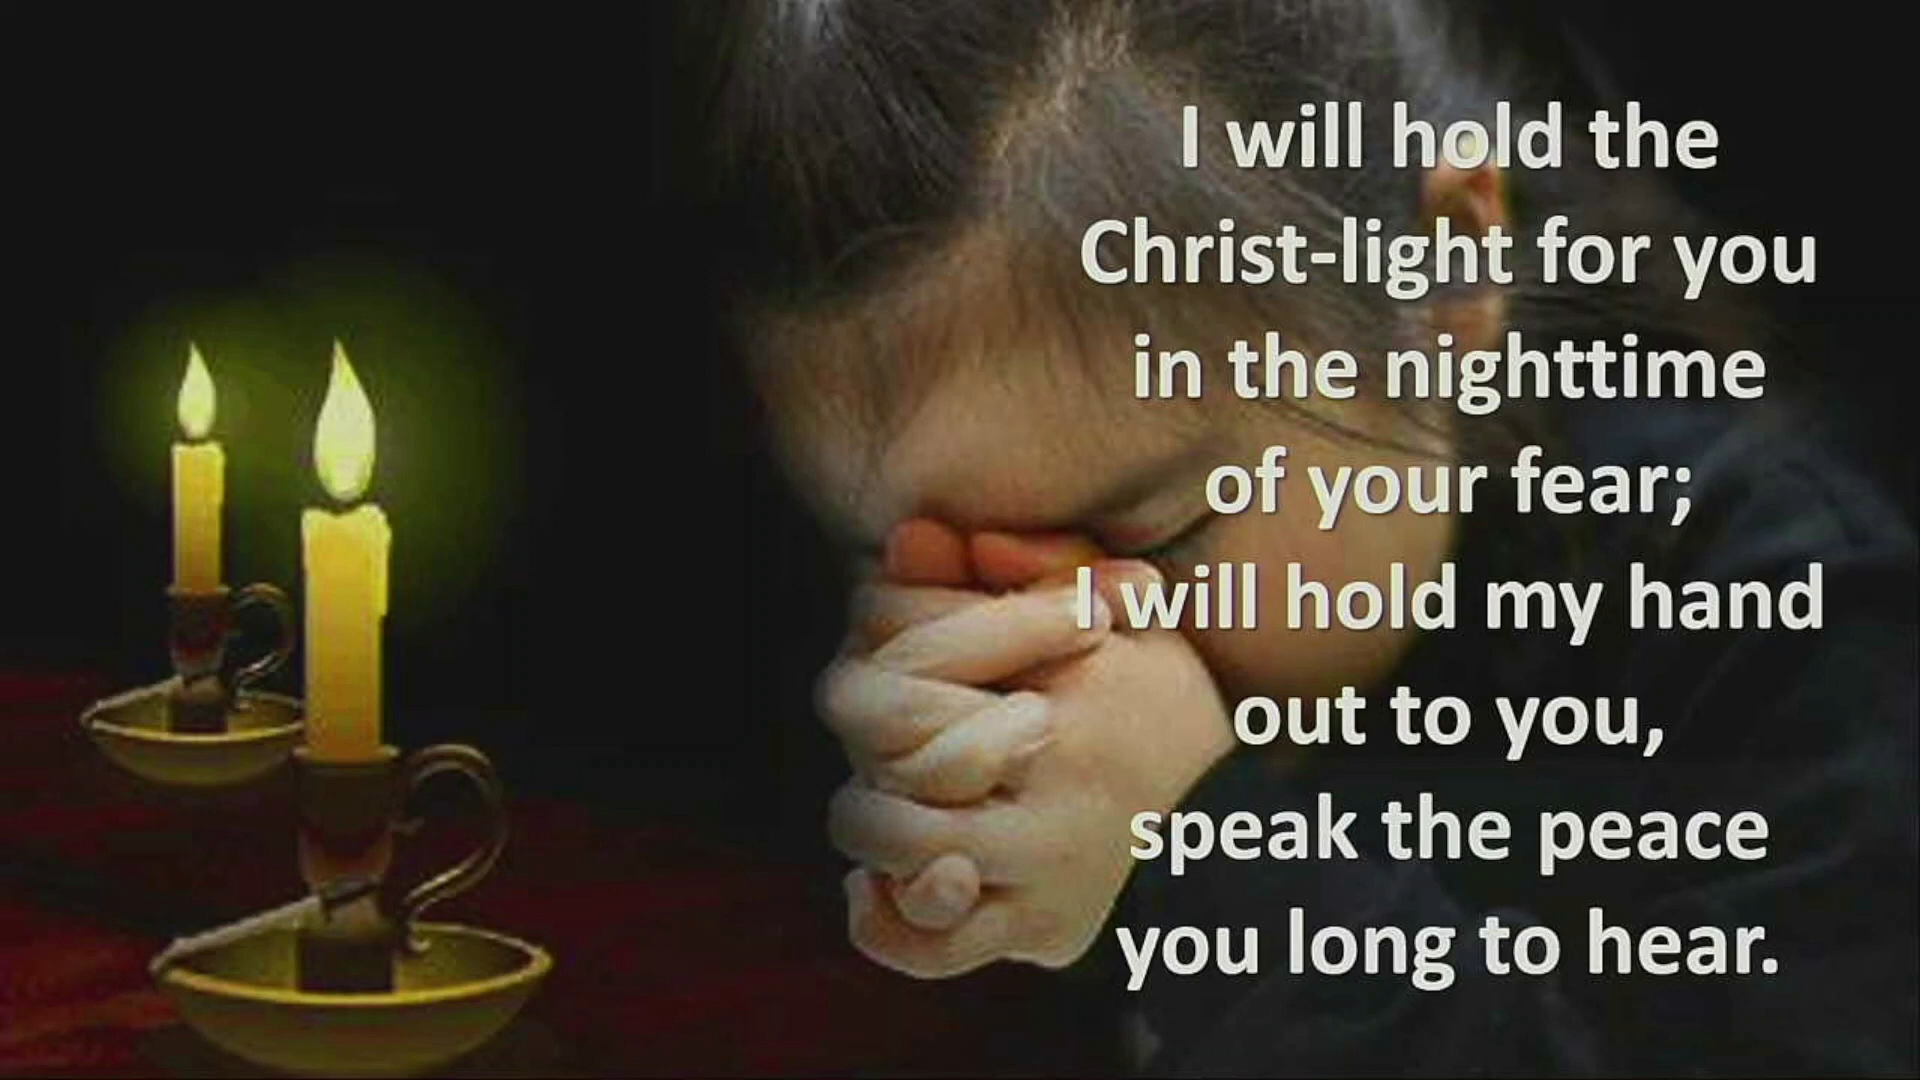 I will hold the
Christ-light for you
in the nighttime
of your fear;
I will hold my hand
out to you,
speak the peace
you long to hear.